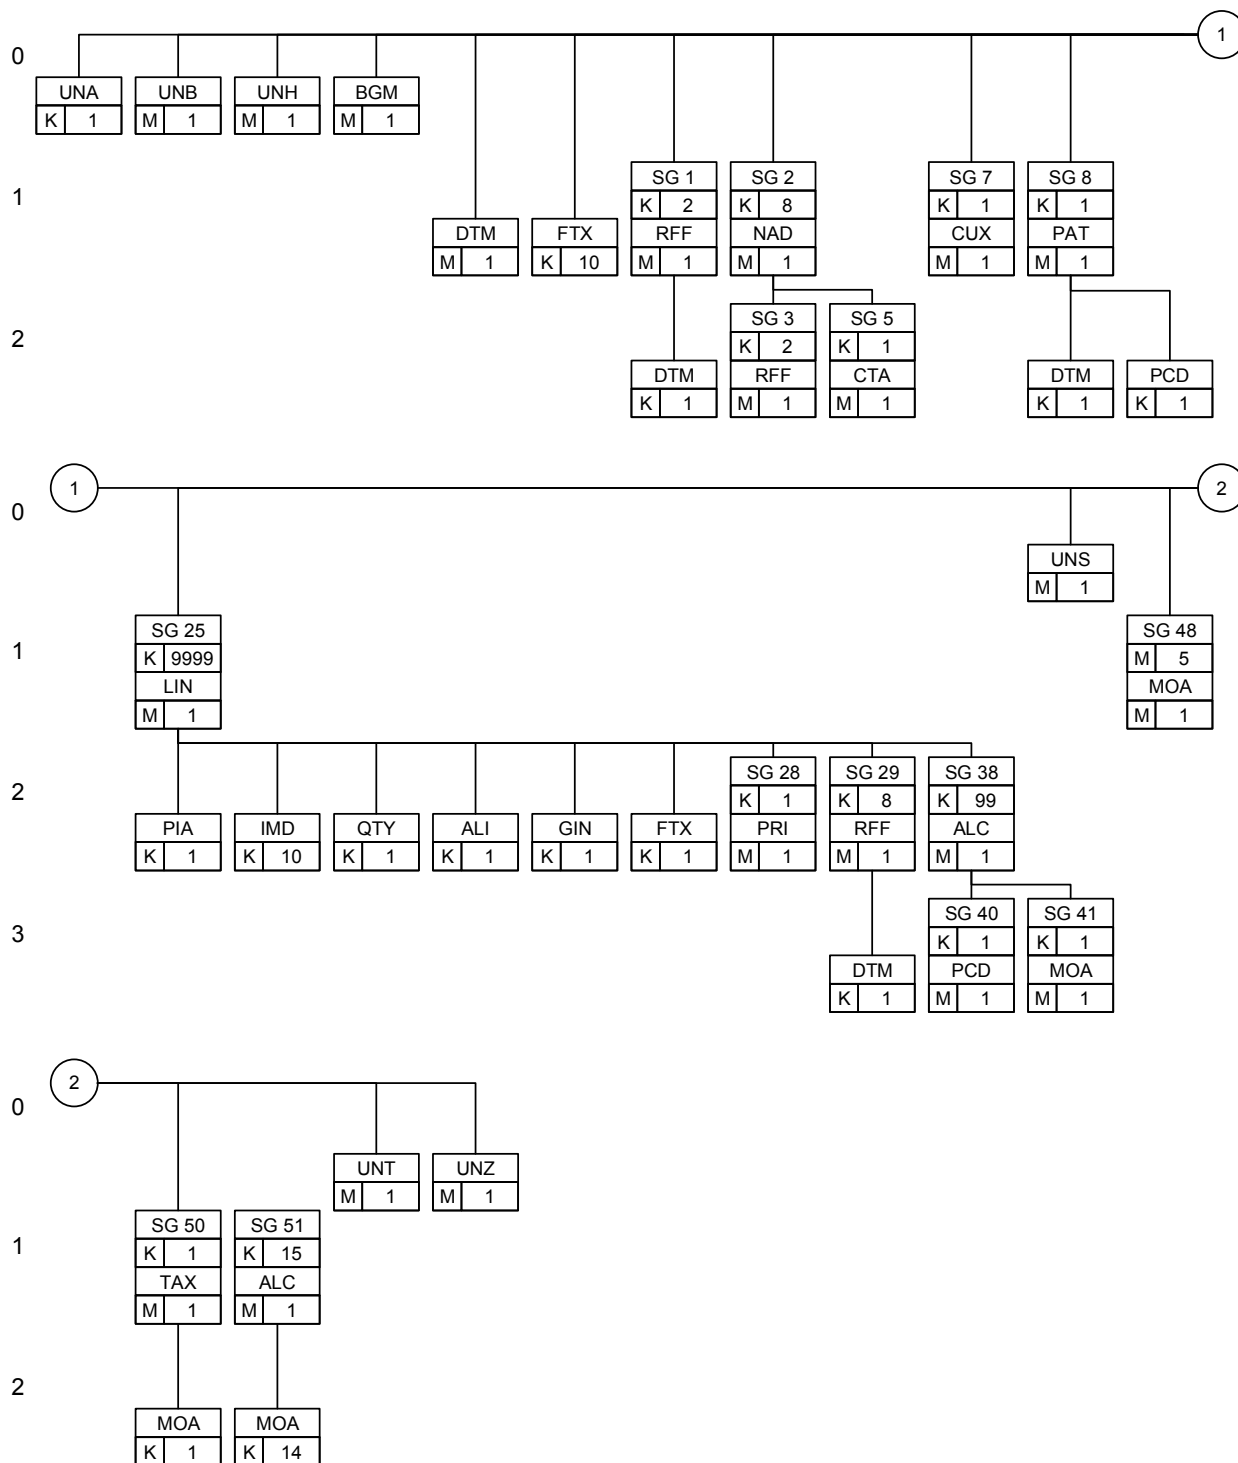 1
0
UNA UNB UNH BGM
K 1 M 1 M 1 M 1
SG 1 SG 2 SG 7 SG 8
1
K 2 K 8 K 1 K 1
DTM FTX RFF NAD CUX PAT
M 1 K 10 M 1 M 1 M 1 M 1
SG 3 SG 5
2
K 2 K 1
DTM RFF CTA DTM PCD
K 1 M 1 M 1 K 1 K 1
1 2
0
UNS
M 1
SG 25 SG 48
1
K 9999 M 5
LIN MOA
M 1 M 1
SG 28 SG 29 SG 38
2
K 1 K 8 K 99
PIA IMD QTY ALI GIN FTX PRI RFF ALC
K 1 K 10 K 1 K 1 K 1 K 1 M 1 M 1 M 1
SG 40 SG 41
3
K 1 K 1
DTM PCD MOA
K 1 M 1 M 1
2
0
UNT UNZ
M 1 M 1
SG 50 SG 51
1
K 1 K 15
TAX ALC
M 1 M 1
2
MOA MOA
K 1 K 14